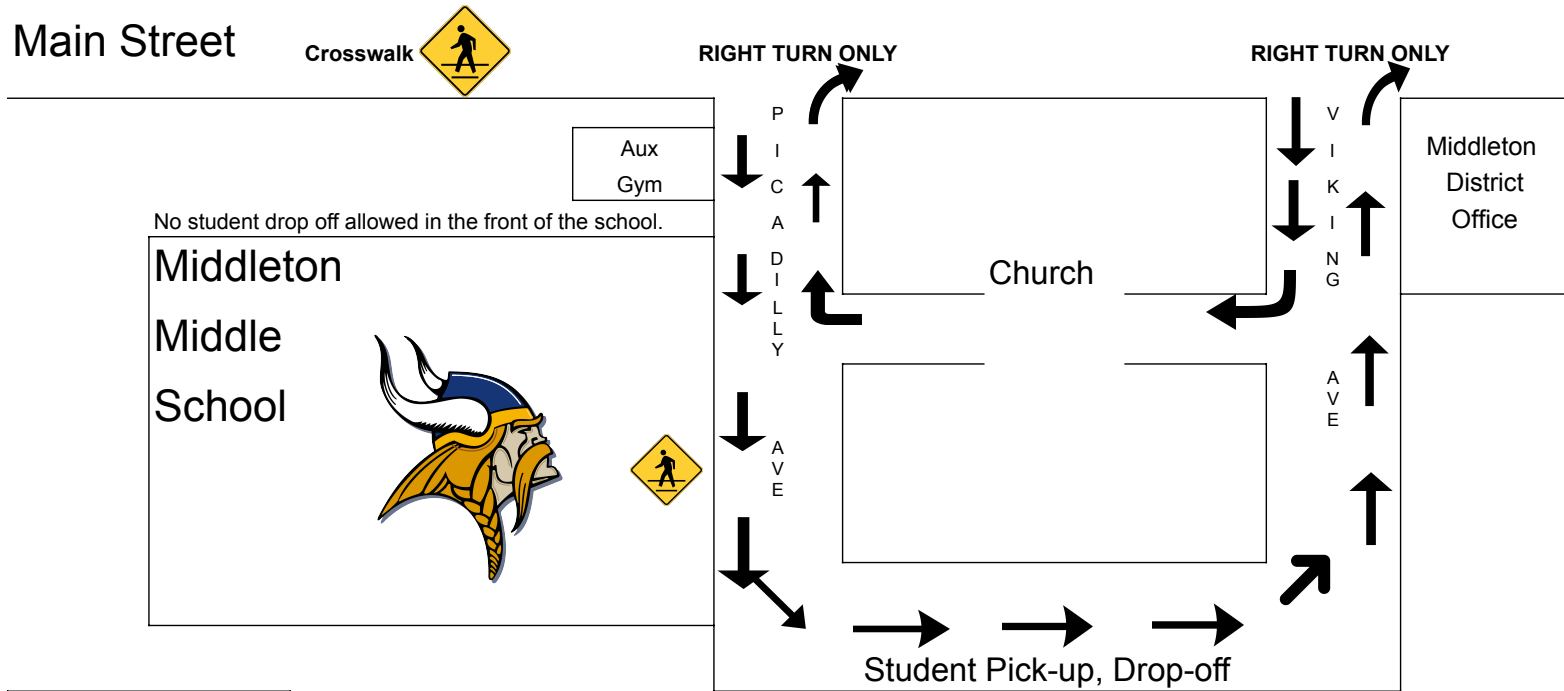 Main Street
Crosswalk
RIGHT TURN ONLY
RIGHT TURN ONLY
Aux
Gym
PICADILLY
AVE
VIKING
AVE
Middleton
District
Office
No student drop off allowed in the front of the school.
Middleton
Middle
School
Church
Student Pick-up, Drop-off